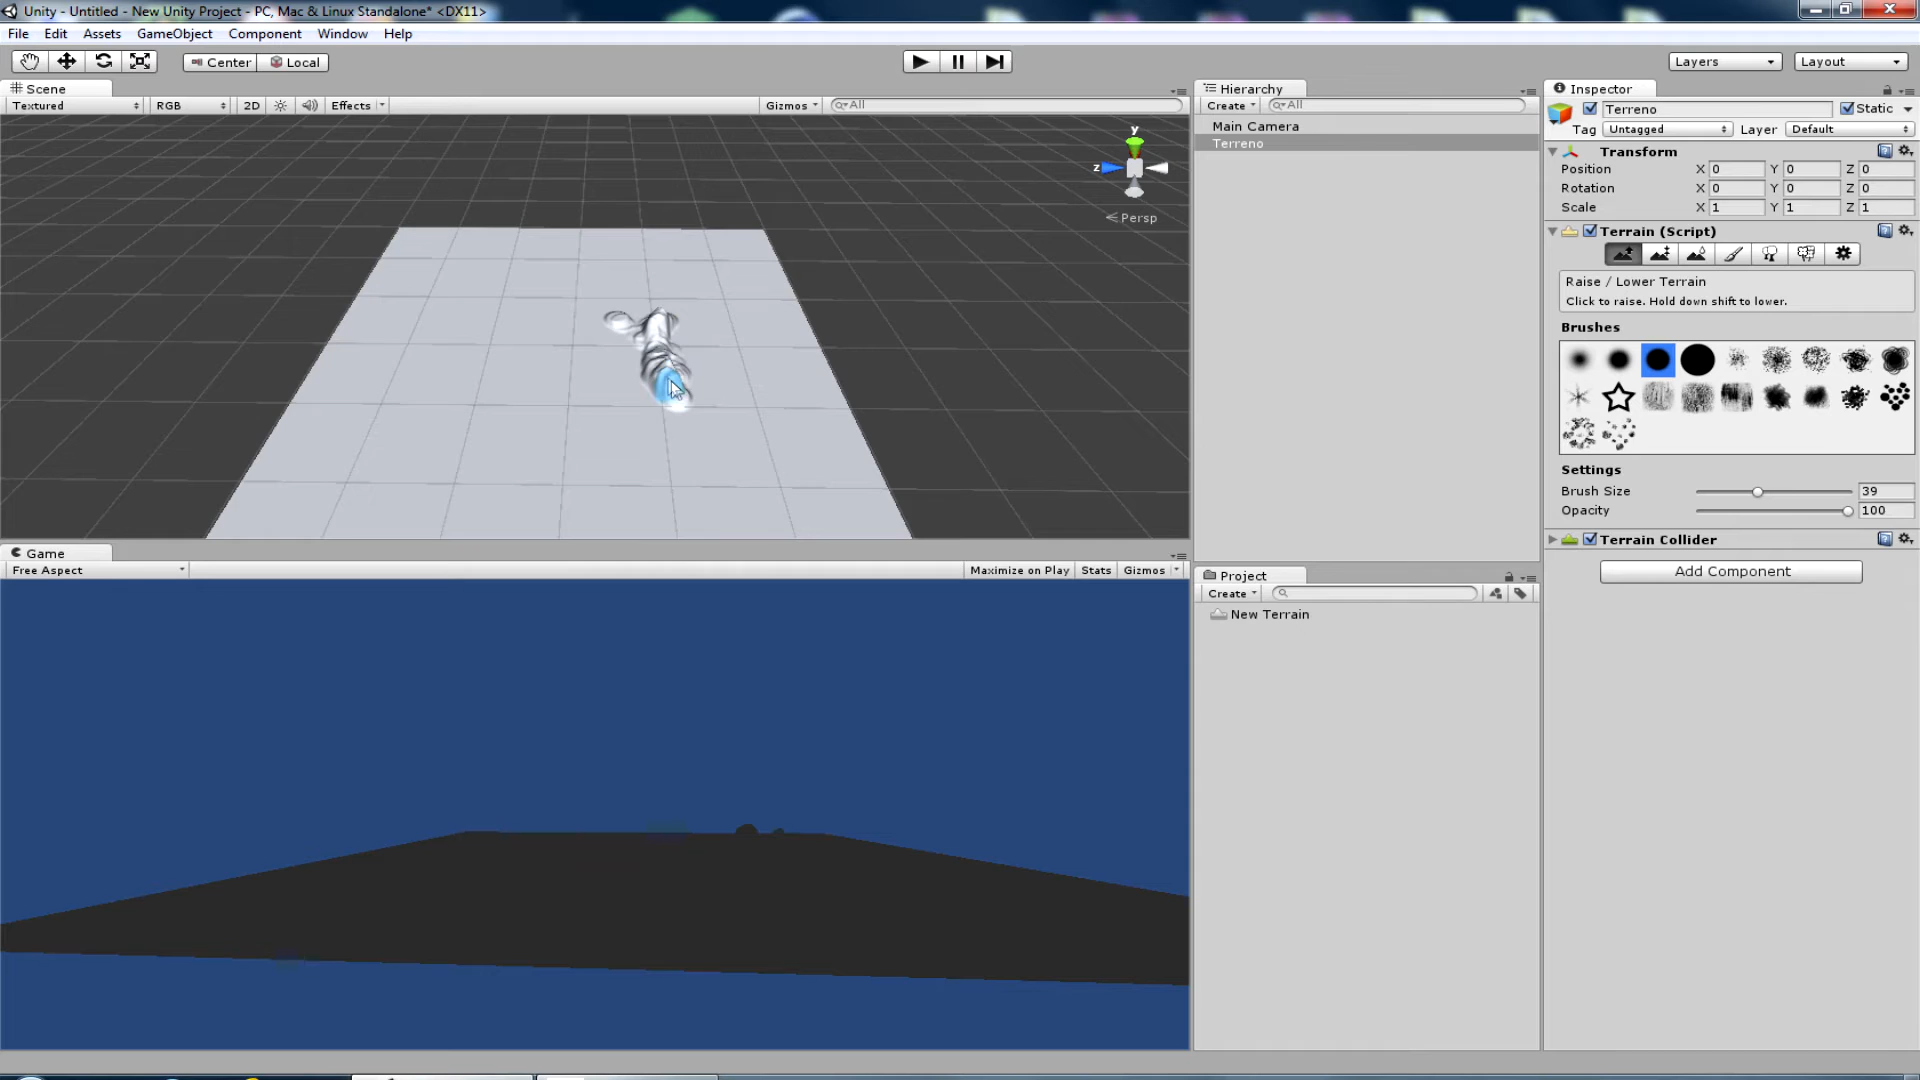 Unity - Untitled - New Unity Project - PC, Mac & Linux Standalone* <DX11>
File Edit Assets GameObject Component Window Help
Center Local Layers Layout
Scene
Textured RGB 2D Effects Gizmos All
y
z
Persp
Game
Free Aspect Maximize on Play Stats Gizmos
Hierarchy
Create All
Main Camera
Terreno
Project
Create
New Terrain
Inspector
Terreno Static
Tag Untagged Layer Default
Transform
Position X 0 Y 0 Z 0
Rotation X 0 Y 0 Z 0
Scale X 1 Y 1 Z 1
Terrain (Script)
Raise / Lower Terrain
Click to raise. Hold down shift to lower.
Brushes
Settings
Brush Size 39
Opacity 100
Terrain Collider
Add Component